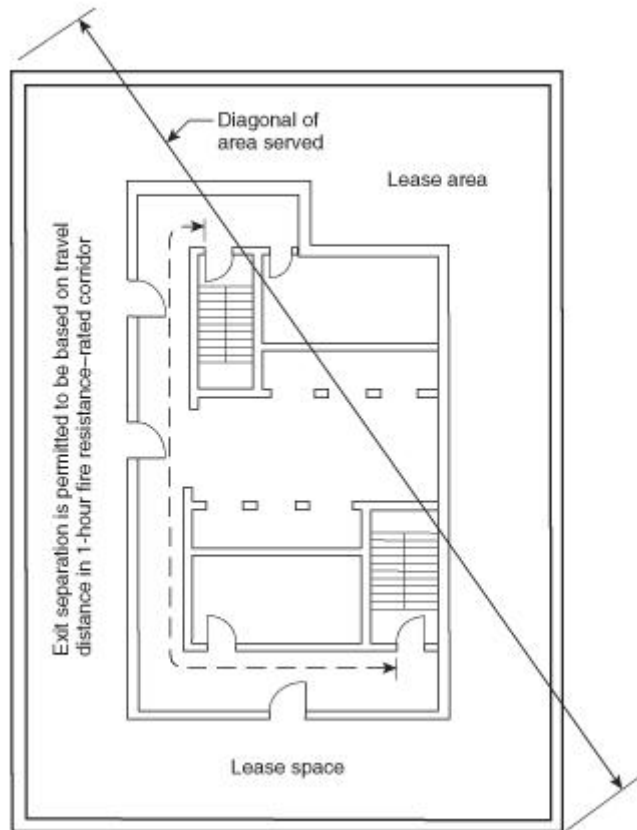 Diagonal of
area served
Lease area
Exit separation is permitted to be based on travel
distance in 1-hour fire resistance–rated corridor
Lease space